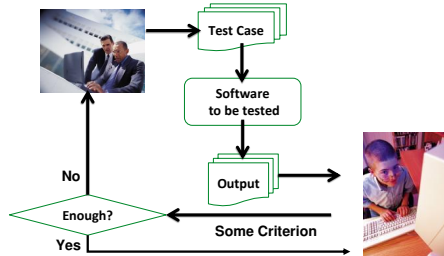 Test Case
Software
to be tested
Output
No
Enough?
Some Criterion
Yes